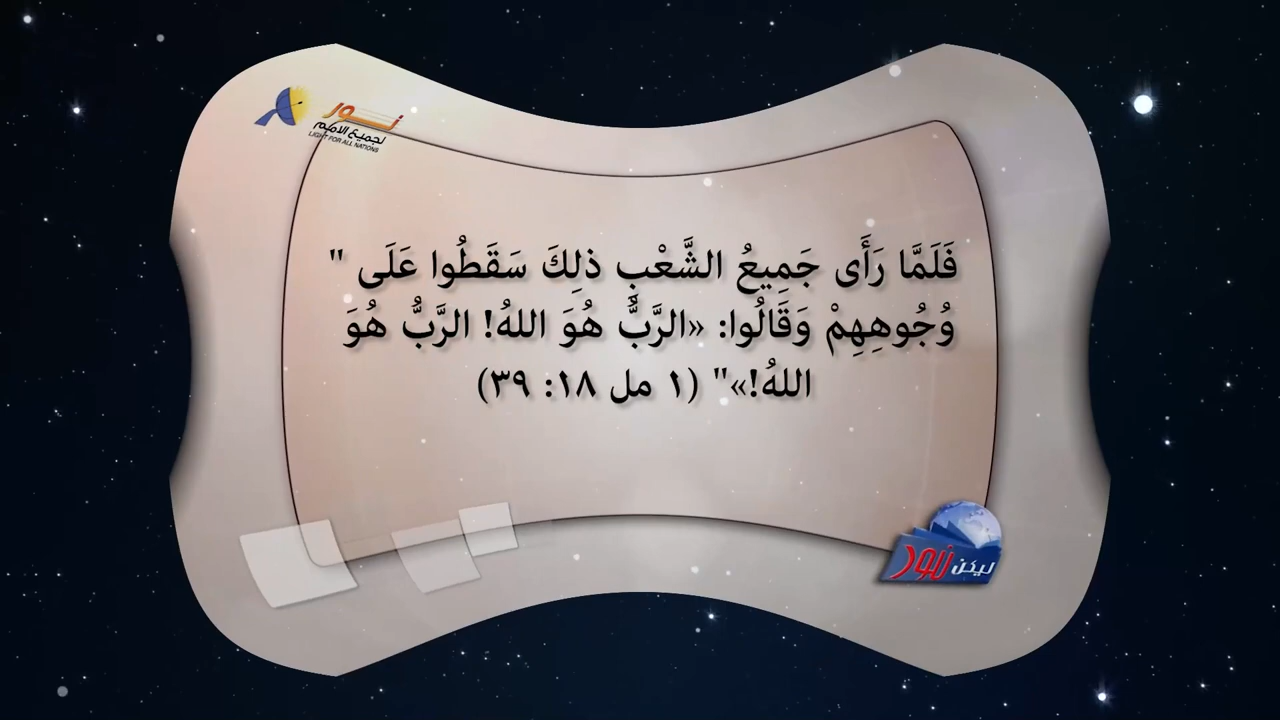 نور
لجميع الأمم
LIGHT FOR ALL NATIONS
فَلَمَّا رَأَى جَمِيعُ الشَّعْبِ ذلِكَ سَقَطُوا عَلَى "
وُجُوهِهِمْ وَقَالُوا: «الرَّبُّ هُوَ اللهُ! الرَّبُّ هُوَ
اللهُ!»" (١ مل ١٨: ٣٩)
ليكن نور